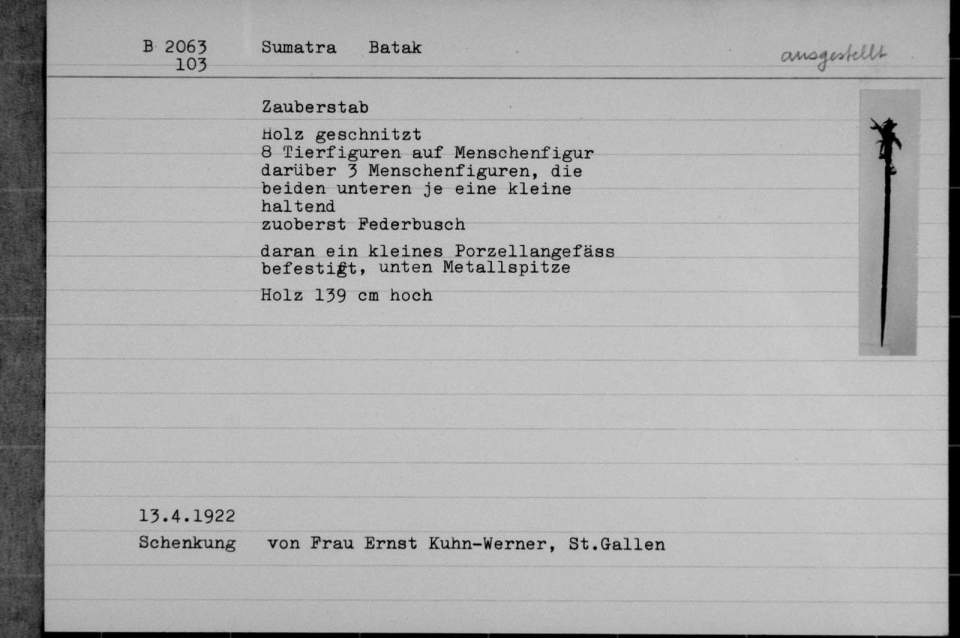 B 2063 Sumatra Batak ausgestellt
103
Zauberstab
Holz geschnitzt
8 Tierfiguren auf Menschenfigur
darüber 3 Menschenfiguren, die
beiden unteren je eine kleine
haltend
zuoberst Federbusch
daran ein kleines Porzellangefäss
befestigt, unten Metallspitze
Holz 139 cm hoch
13.4.1922
Schenkung von Frau Ernst Kuhn-Werner, St.Gallen